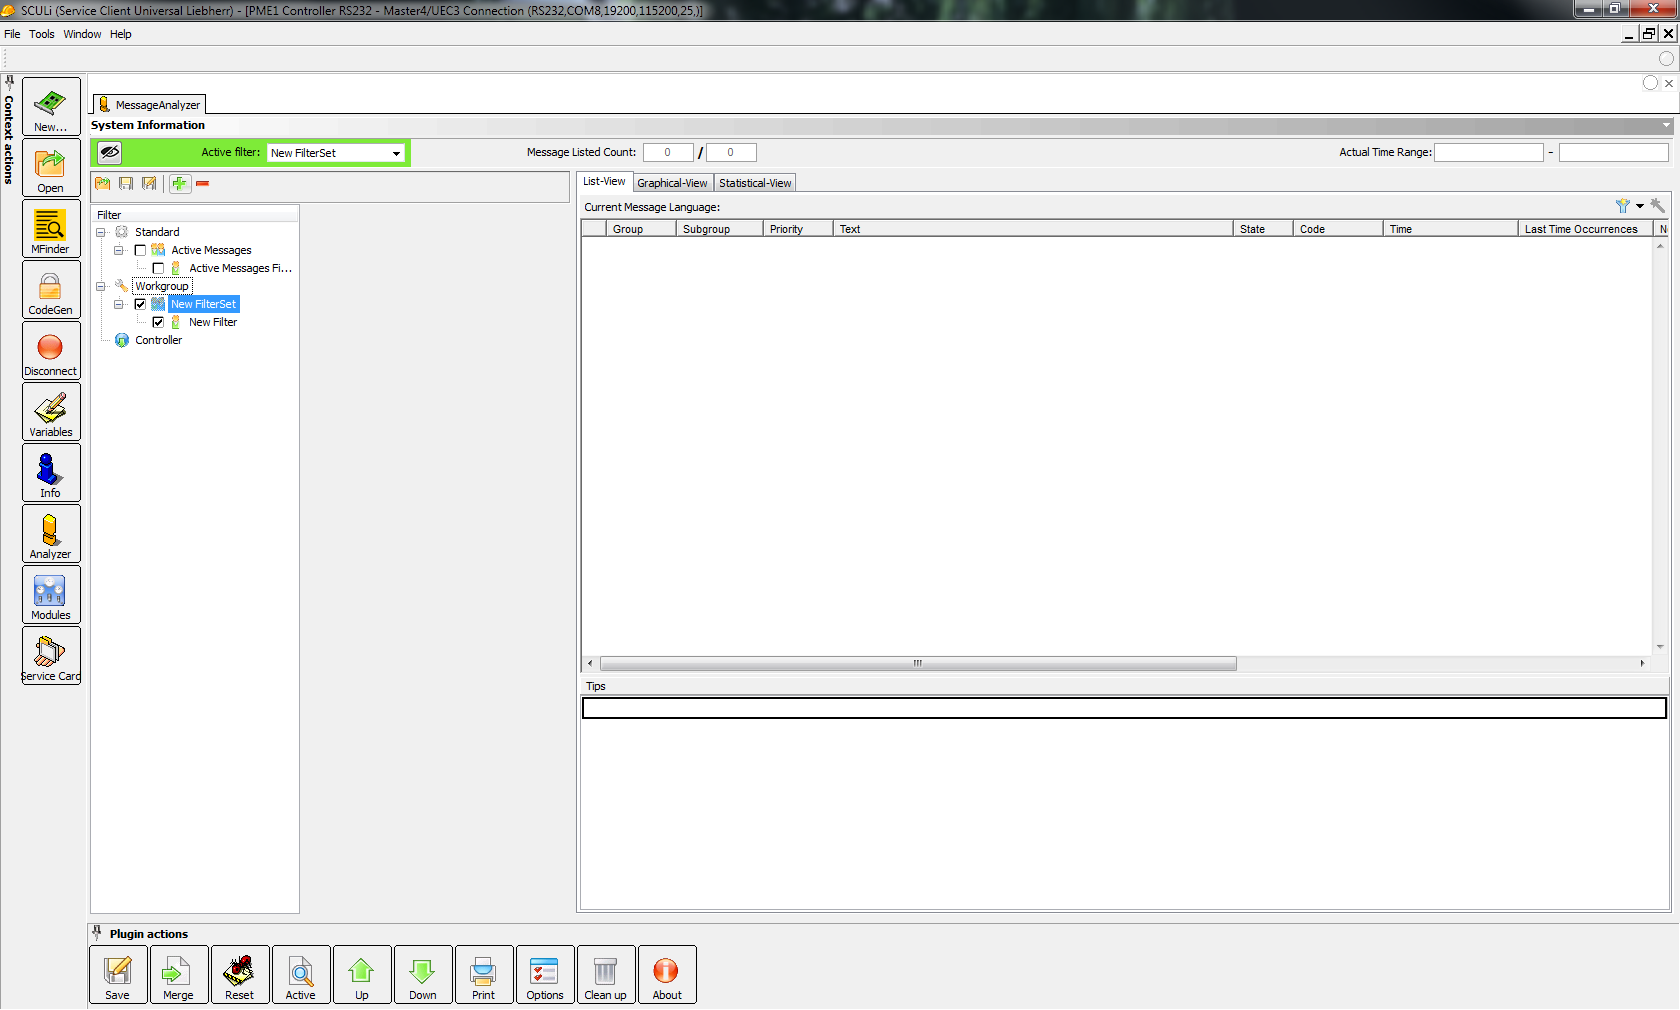 SCULi (Service Client Universal Liebherr) - [PME1 Controller RS232 - Master4/UEC3 Connection (RS232,COM8,19200,115200,25,)]
File Tools Window Help
Context actions
New...
Open
MFinder
CodeGen
Disconnect
Variables
Info
Analyzer
Modules
Service Card
MessageAnalyzer
System Information
Active filter: New FilterSet
Message Listed Count: 0 / 0
Actual Time Range: -
Filter
Standard
Active Messages
Active Messages Fi...
Workgroup
New FilterSet
New Filter
Controller
List-View Graphical-View Statistical-View
Current Message Language:
Group Subgroup Priority Text State Code Time Last Time Occurrences
Tips
Plugin actions
Save Merge Reset Active Up Down Print Options Clean up About